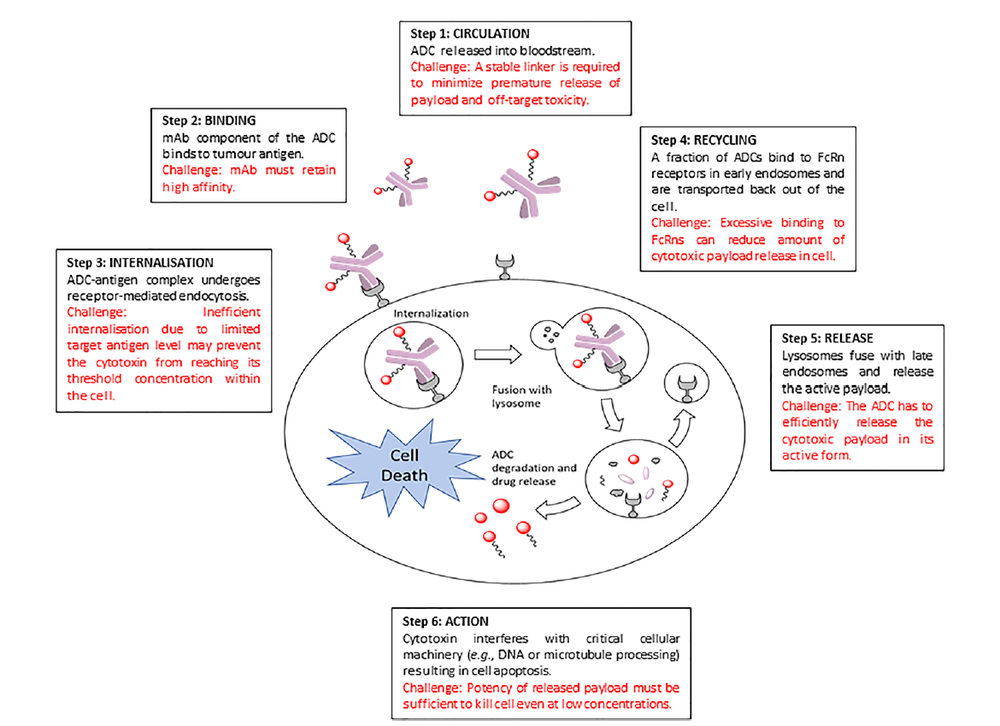 Step 1: CIRCULATION
ADC released into bloodstream.
Challenge: A stable linker is required
to minimize premature release of
payload and off-target toxicity.
Step 2: BINDING
mAb component of the ADC
binds to tumour antigen.
Challenge: mAb must retain
high affinity.
Step 4: RECYCLING
A fraction of ADCs bind to FcRn
receptors in early endosomes and
are transported back out of the
cell.
Challenge: Excessive binding to
FcRns can reduce amount of
cytotoxic payload release in cell.
Step 3: INTERNALISATION
ADC-antigen complex undergoes
receptor-mediated endocytosis.
Challenge: Inefficient
internalisation due to limited
target antigen level may prevent
the cytotoxin from reaching its
threshold concentration within
the cell.
Internalization
Fusion with
lysosome
Step 5: RELEASE
Lysosomes fuse with late
endosomes and release
the active payload.
Challenge: The ADC has to
efficiently release the
cytotoxic payload in its
active form.
Cell
Death
ADC
degradation and
drug release
Step 6: ACTION
Cytotoxin interferes with critical cellular
machinery (e.g., DNA or microtubule processing)
resulting in cell apoptosis.
Challenge: Potency of released payload must be
sufficient to kill cell even at low concentrations.